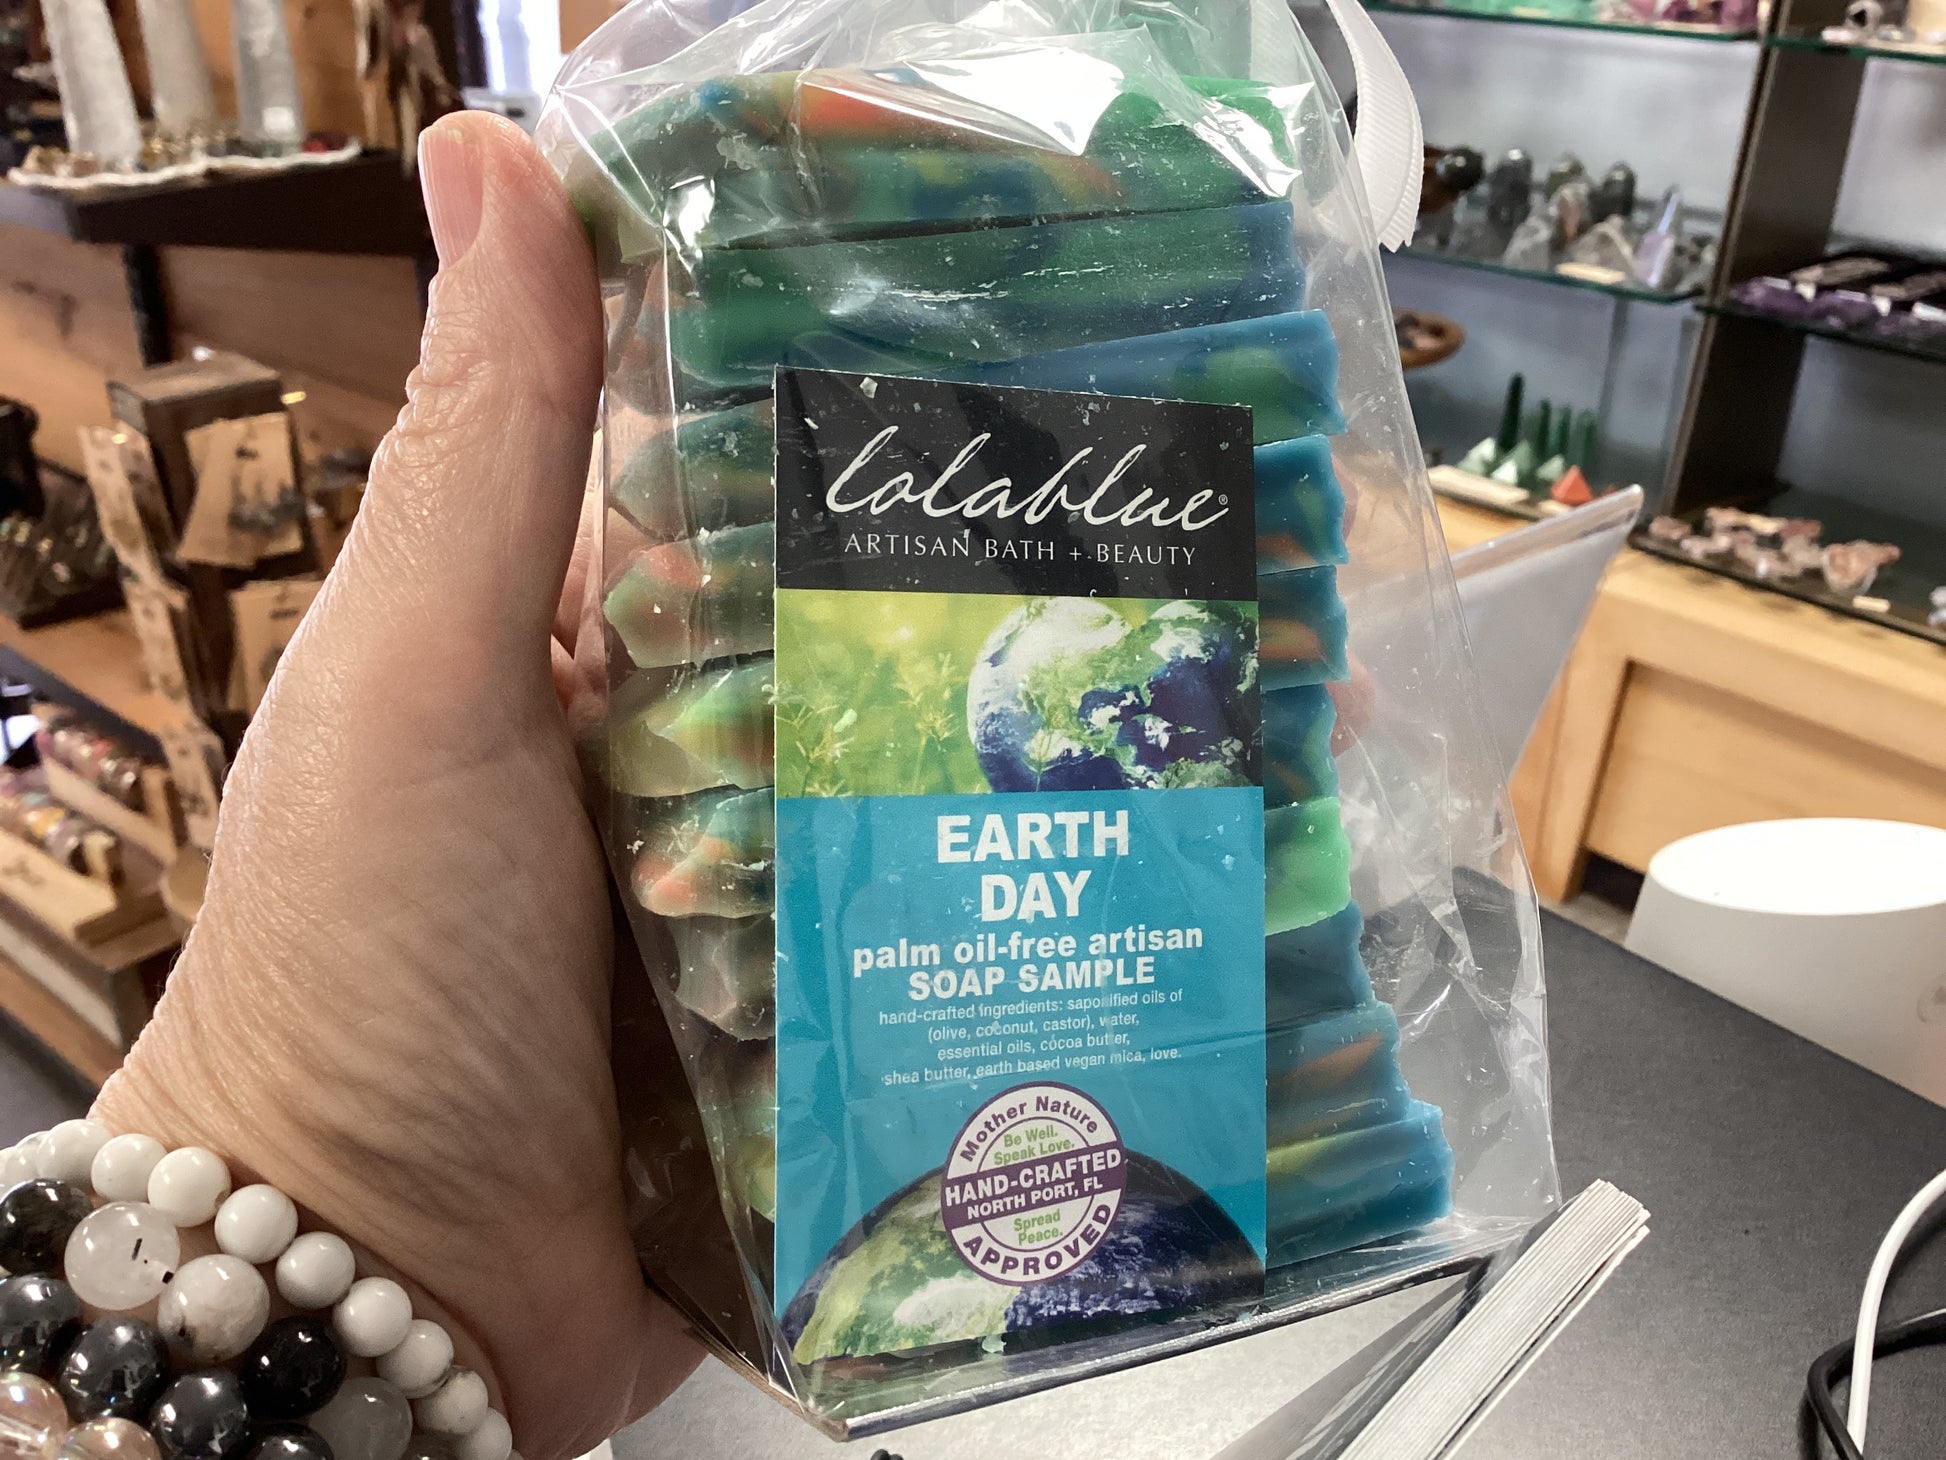 lolablue®
ARTISAN BATH + BEAUTY
EARTH
DAY
palm oil-free artisan
SOAP SAMPLE
hand-crafted ingredients: saponified oils of
(olive, coconut, castor), water,
essential oils, cocoa butter,
shea butter, earth based vegan mica, love.
Mother Nature
Be Well.
Speak Love.
HAND-CRAFTED
NORTH PORT, FL
Spread
Peace.
APPROVED